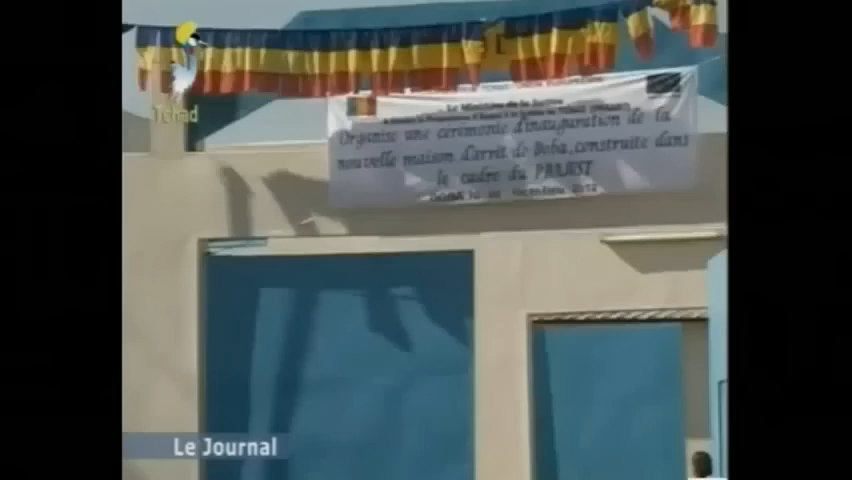 Tchad
Le Ministère de la Justice
Organise une cérémonie d'inauguration de la
nouvelle maison d'arrêt de Doba, construite dans
le cadre du PRAJUST
2012
Le Journal